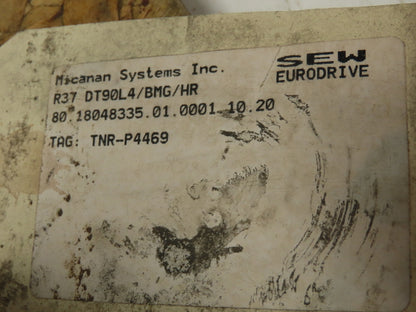 Micanan Systems Inc.
SEW
EURODRIVE
R37 DT90L4/BMG/HR
80.18048335.01.0001.10.20
TAG: TNR-P4469